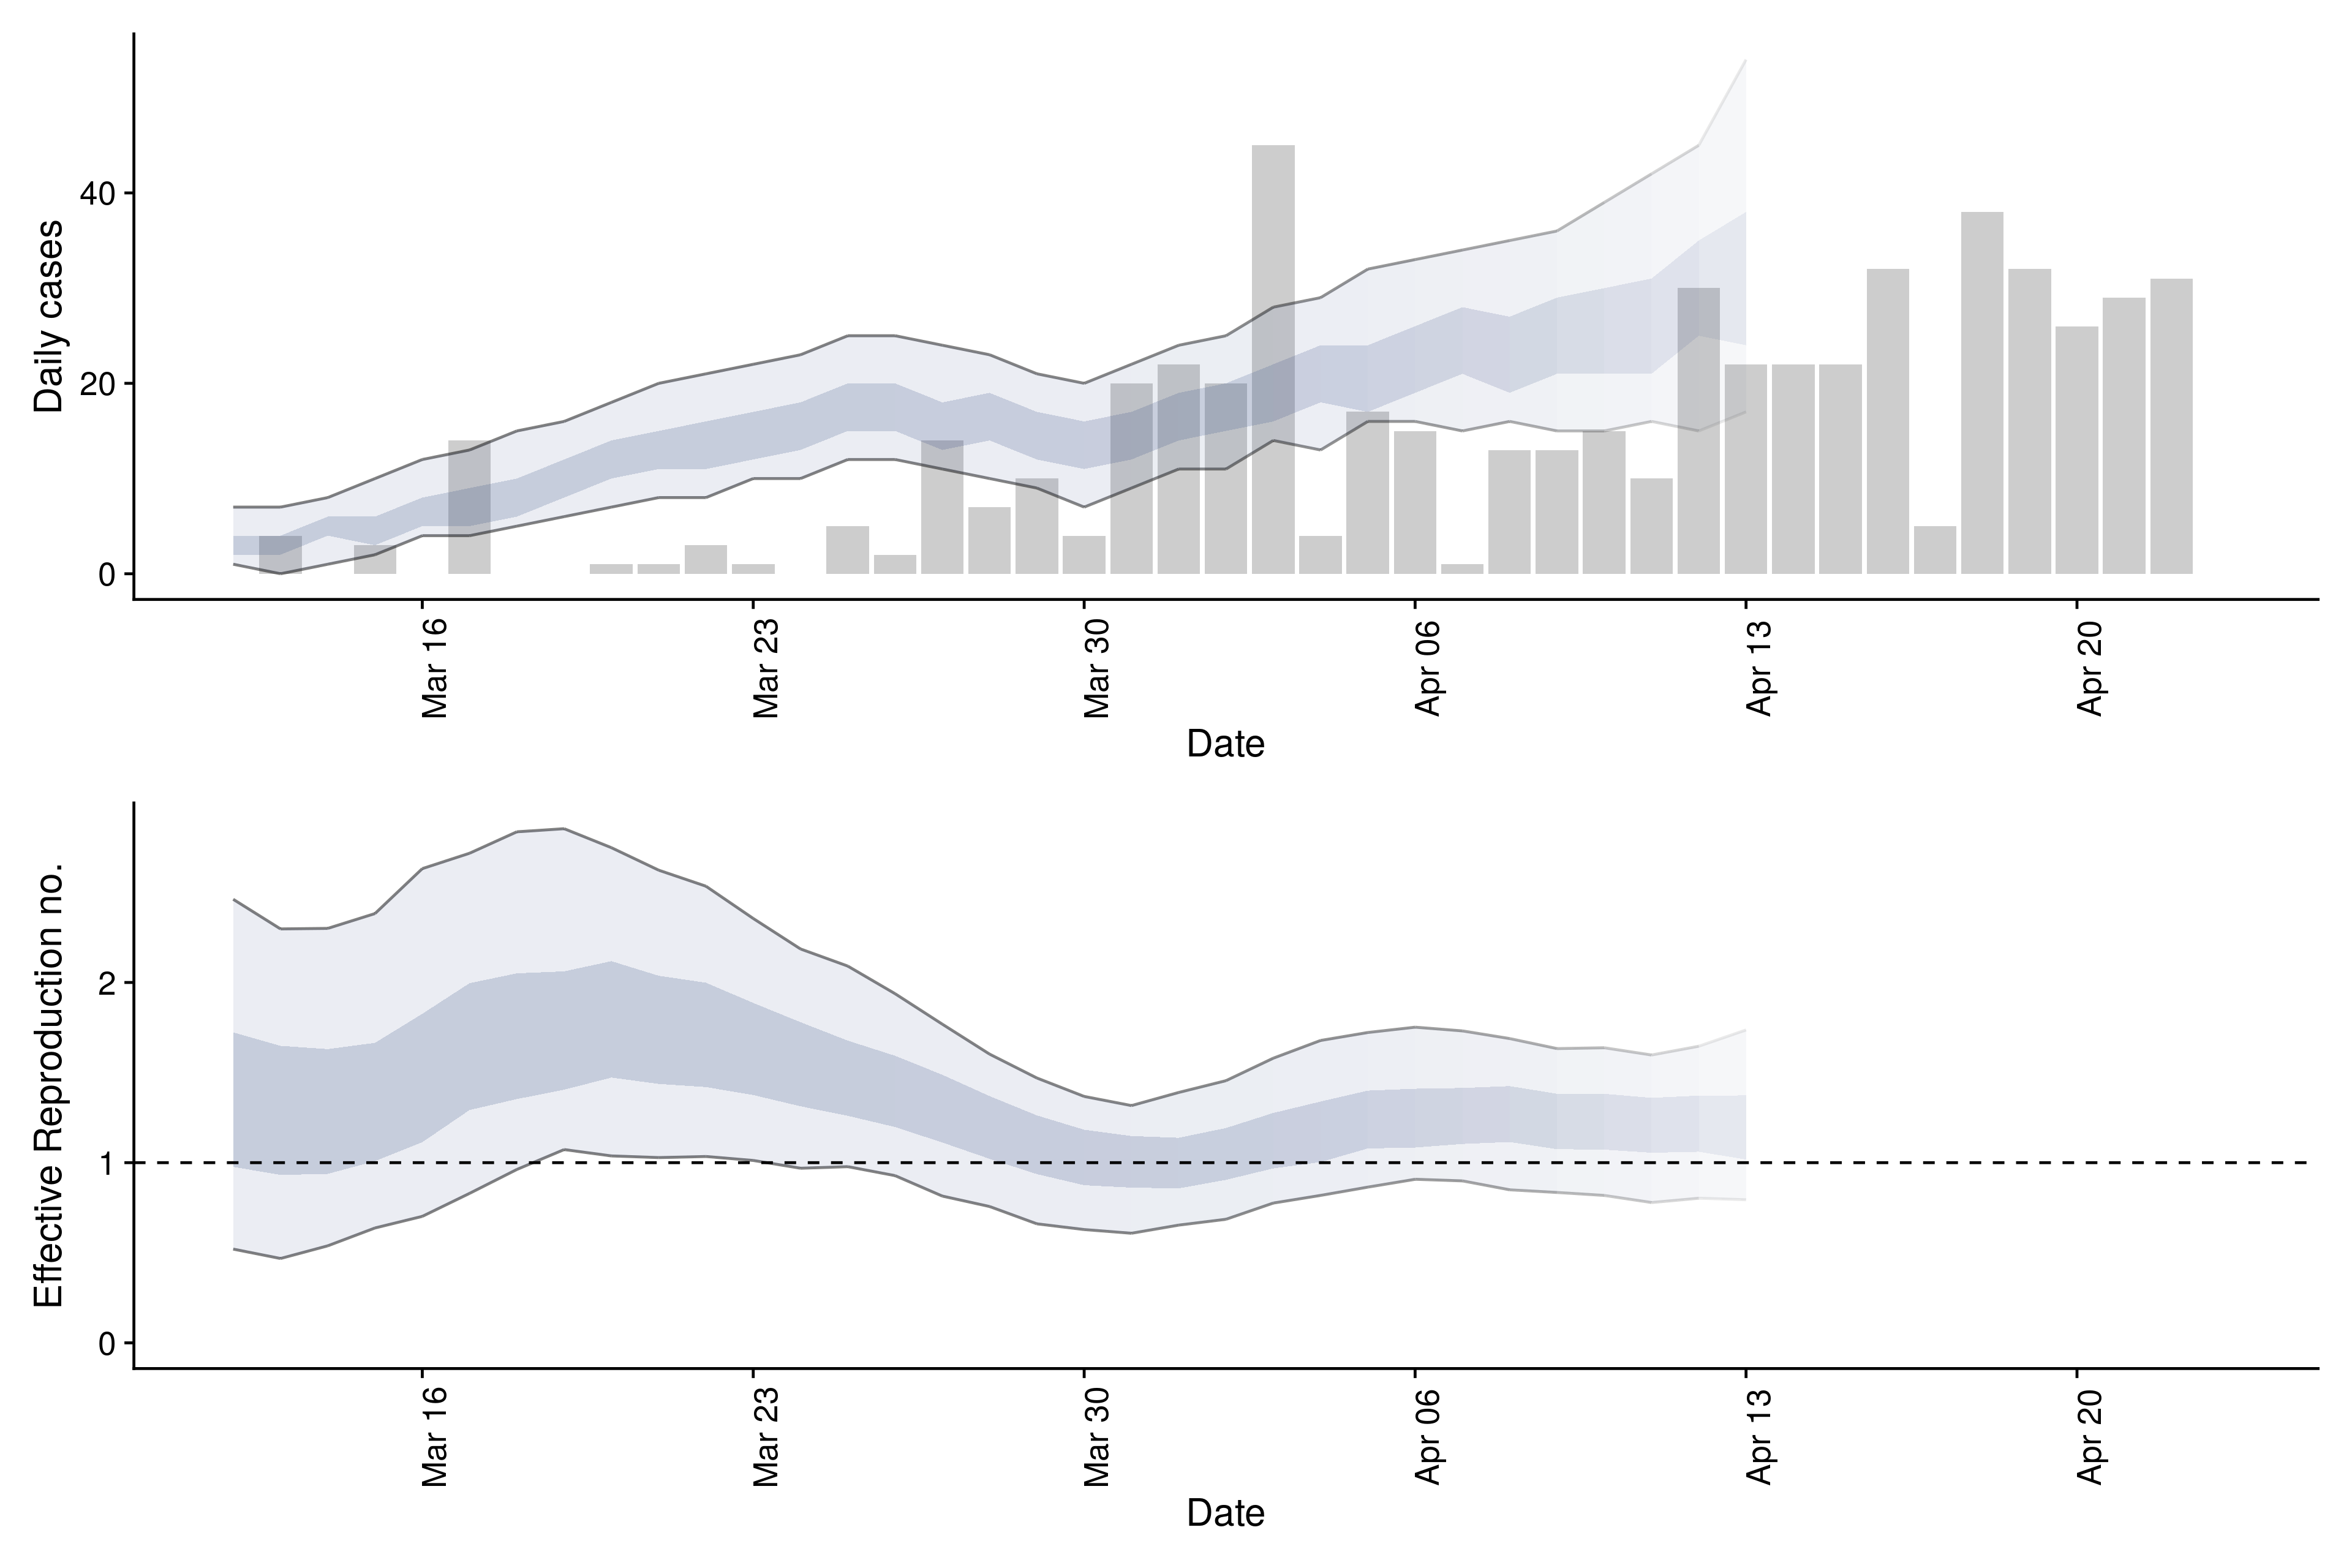 Daily cases
40
20
0
Mar 16
Mar 23
Mar 30
Apr 06
Apr 13
Apr 20
Date
Effective Reproduction no.
2
1
0
Mar 16
Mar 23
Mar 30
Apr 06
Apr 13
Apr 20
Date